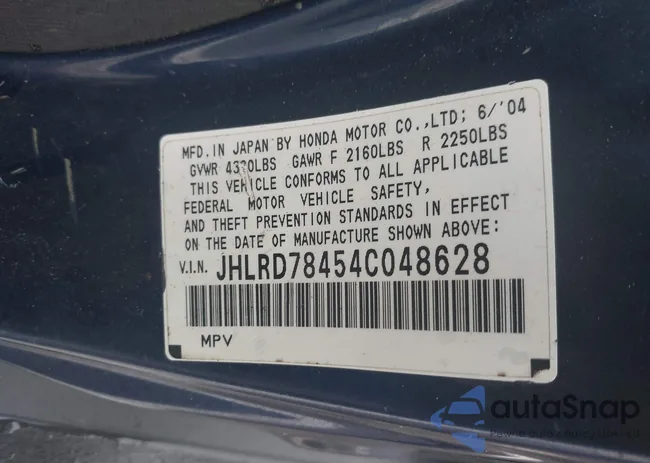 MFD. IN JAPAN BY HONDA MOTOR CO.,LTD; 6/'04
GVWR LBS GAWR F 2160LBS R 2250LBS
THIS VEHICLE CONFORMS TO ALL APPLICABLE
FEDERAL MOTOR VEHICLE SAFETY,
AND THEFT PREVENTION STANDARDS IN EFFECT
ON THE DATE OF MANUFACTURE SHOWN ABOVE:
V.I.N. JHLRD78454C048628
MPV
autaSnap